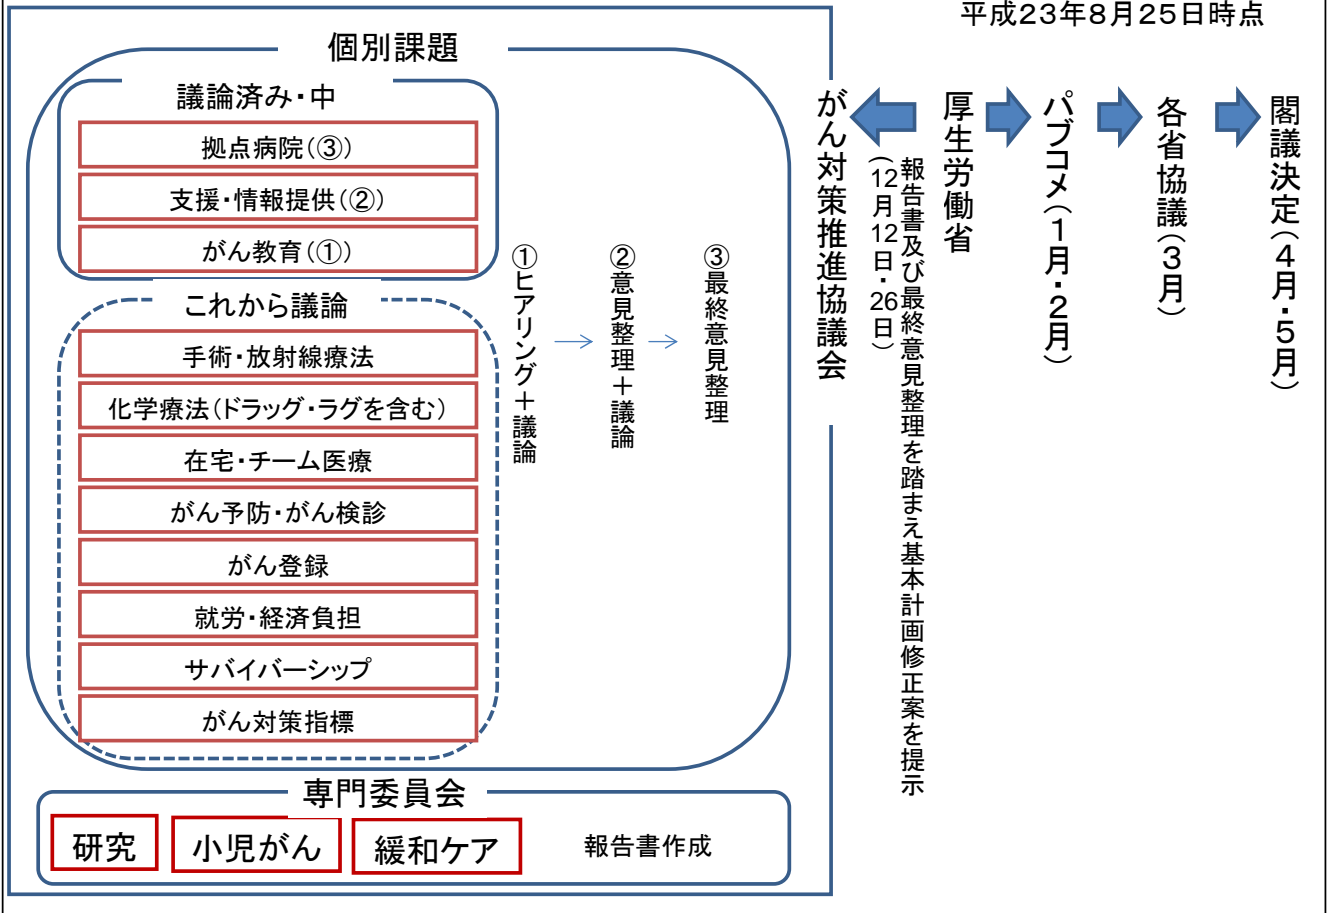 平成23年8月25日時点
個別課題
議論済み・中
拠点病院(③)
支援・情報提供(②)
がん教育(①)
これから議論
手術・放射線療法
化学療法(ドラッグ・ラグを含む)
在宅・チーム医療
がん予防・がん検診
がん登録
就労・経済負担
サバイバーシップ
がん対策指標
①ヒアリング＋議論
②意見整理＋議論
③最終意見整理
専門委員会
研究
小児がん
緩和ケア
報告書作成
がん対策推進協議会
報告書及び最終意見整理を踏まえ基本計画修正案を提示
(12月12日・26日)
厚生労働省
パブコメ(1月・2月)
各省協議(3月)
閣議決定(4月・5月)